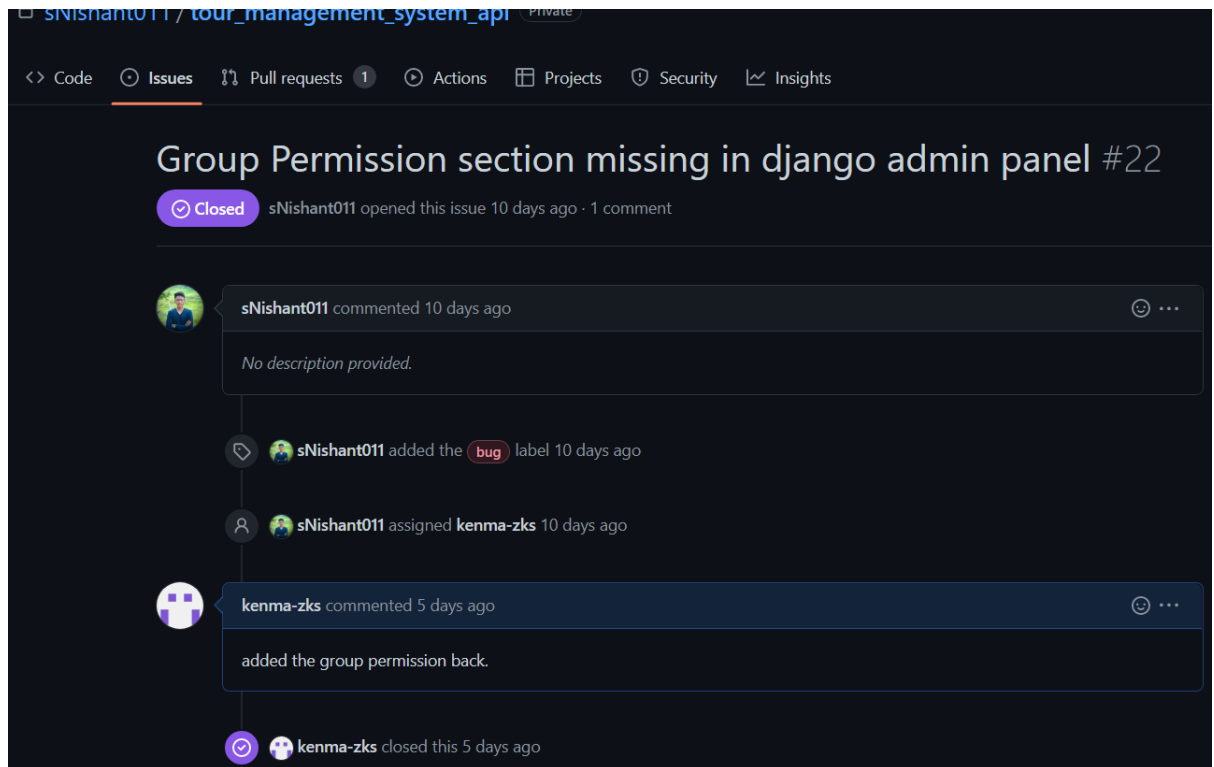 sNishant011 / tour_management_system_api Private
Code Issues Pull requests 1 Actions Projects Security Insights
Group Permission section missing in django admin panel #22
Closed sNishant011 opened this issue 10 days ago · 1 comment
sNishant011 commented 10 days ago
No description provided.
sNishant011 added the bug label 10 days ago
sNishant011 assigned kenma-zks 10 days ago
kenma-zks commented 5 days ago
added the group permission back.
kenma-zks closed this 5 days ago